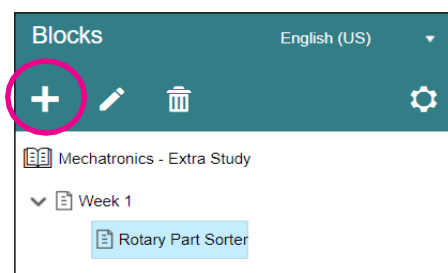 Blocks English (US)
Mechatronics - Extra Study
Week 1
Rotary Part Sorter